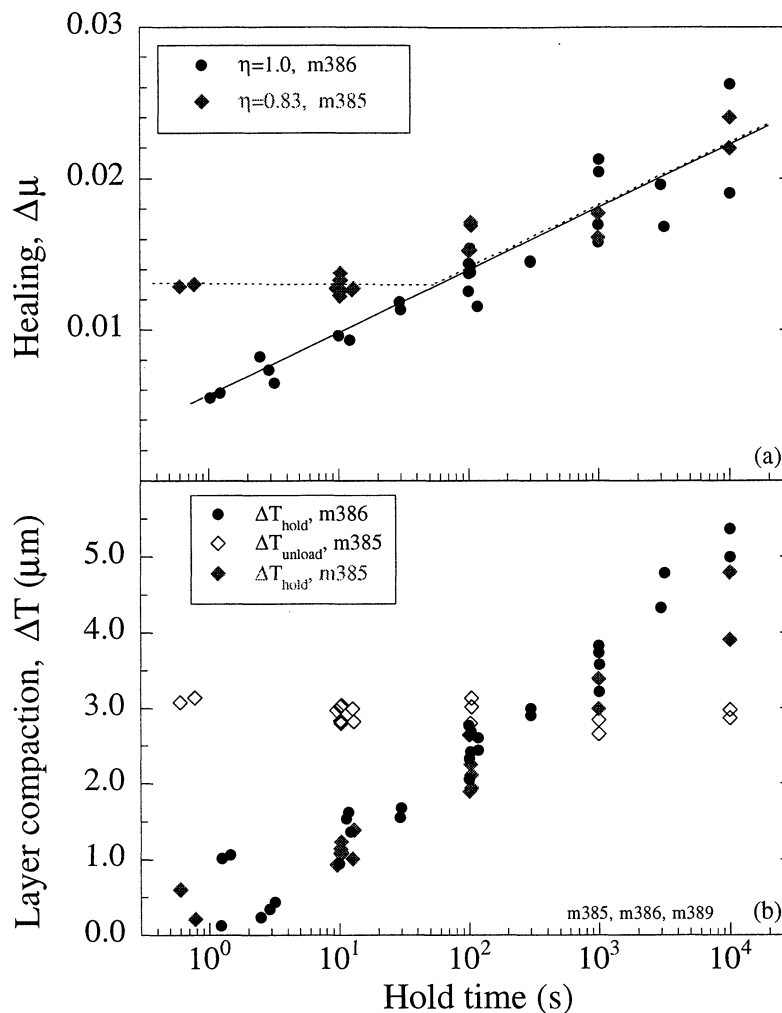 0.03
η=1.0, m386
η=0.83, m385
0.02
Healing, Δμ
0.01
(a)
ΔT_hold, m386
ΔT_unload, m385
ΔT_hold, m385
5.0
4.0
3.0
2.0
1.0
0.0
Layer compaction, ΔT (μm)
m385, m386, m389
(b)
10^0 10^1 10^2 10^3 10^4
Hold time (s)